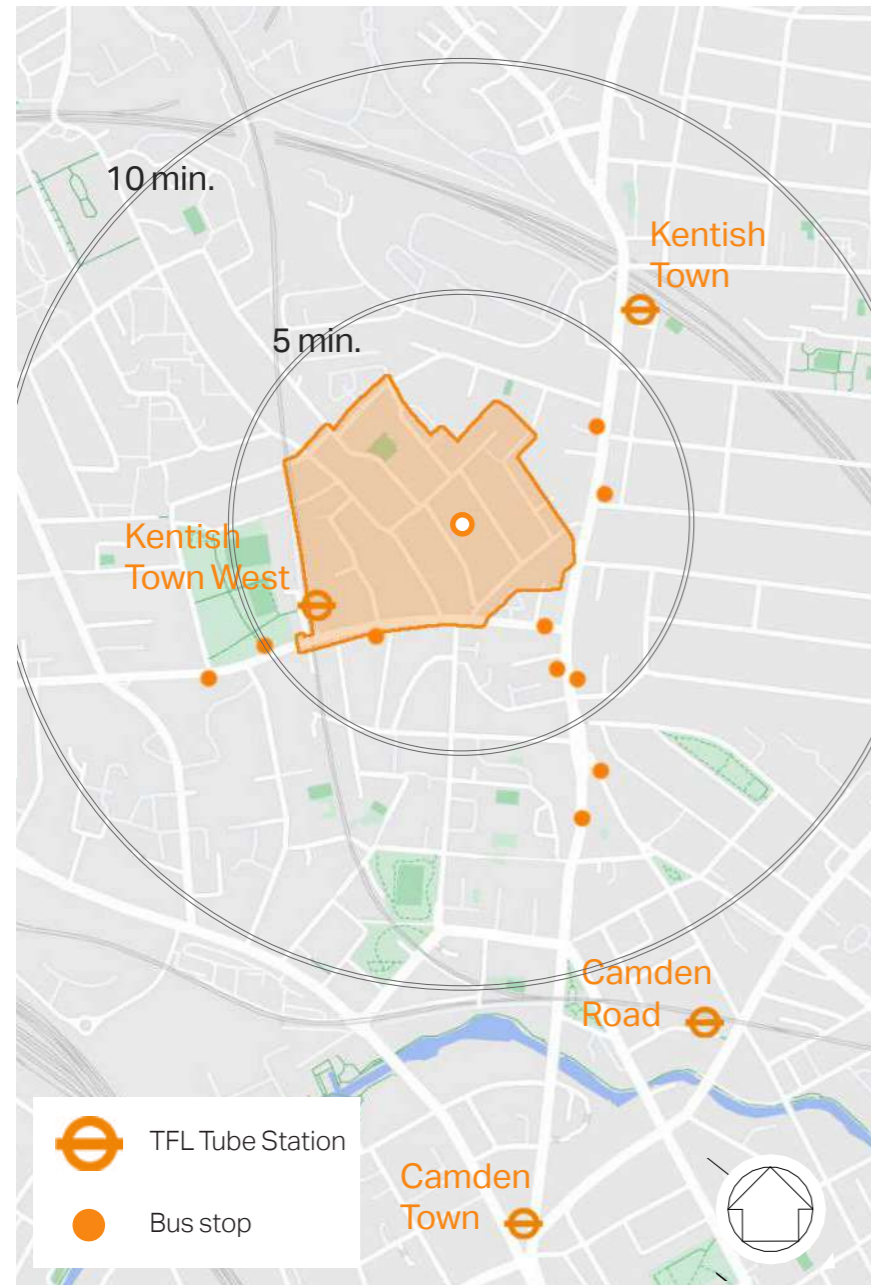 10 min.
Kentish
Town
5 min.
Kentish
Town West
Camden
Road
TFL Tube Station
Camden
Town
Bus stop